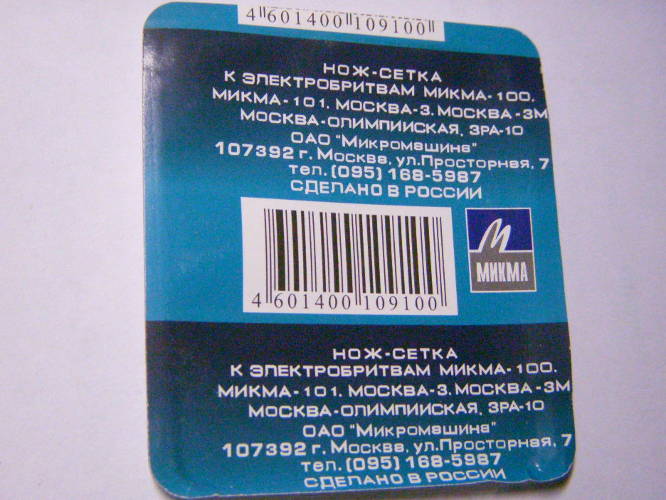 4 601400 109100
НОЖ-СЕТКА
К ЭЛЕКТРОБРИТВАМ МИКМА-100,
МИКМА-101, МОСКВА-3, МОСКВА-3М
МОСКВА-ОЛИМПИЙСКАЯ, ЭРА-10
ОАО "Микромашина"
107392 г. Москва, ул.Просторная, 7
тел. (095) 168-5987
СДЕЛАНО В РОССИИ
МИКМА
4 601400 109100
НОЖ-СЕТКА
К ЭЛЕКТРОБРИТВАМ МИКМА-100,
МИКМА-101, МОСКВА-3, МОСКВА-3М
МОСКВА-ОЛИМПИЙСКАЯ, ЭРА-10
ОАО "Микромашина"
107392 г. Москва, ул.Просторная, 7
тел. (095) 168-5987
СДЕЛАНО В РОССИИ